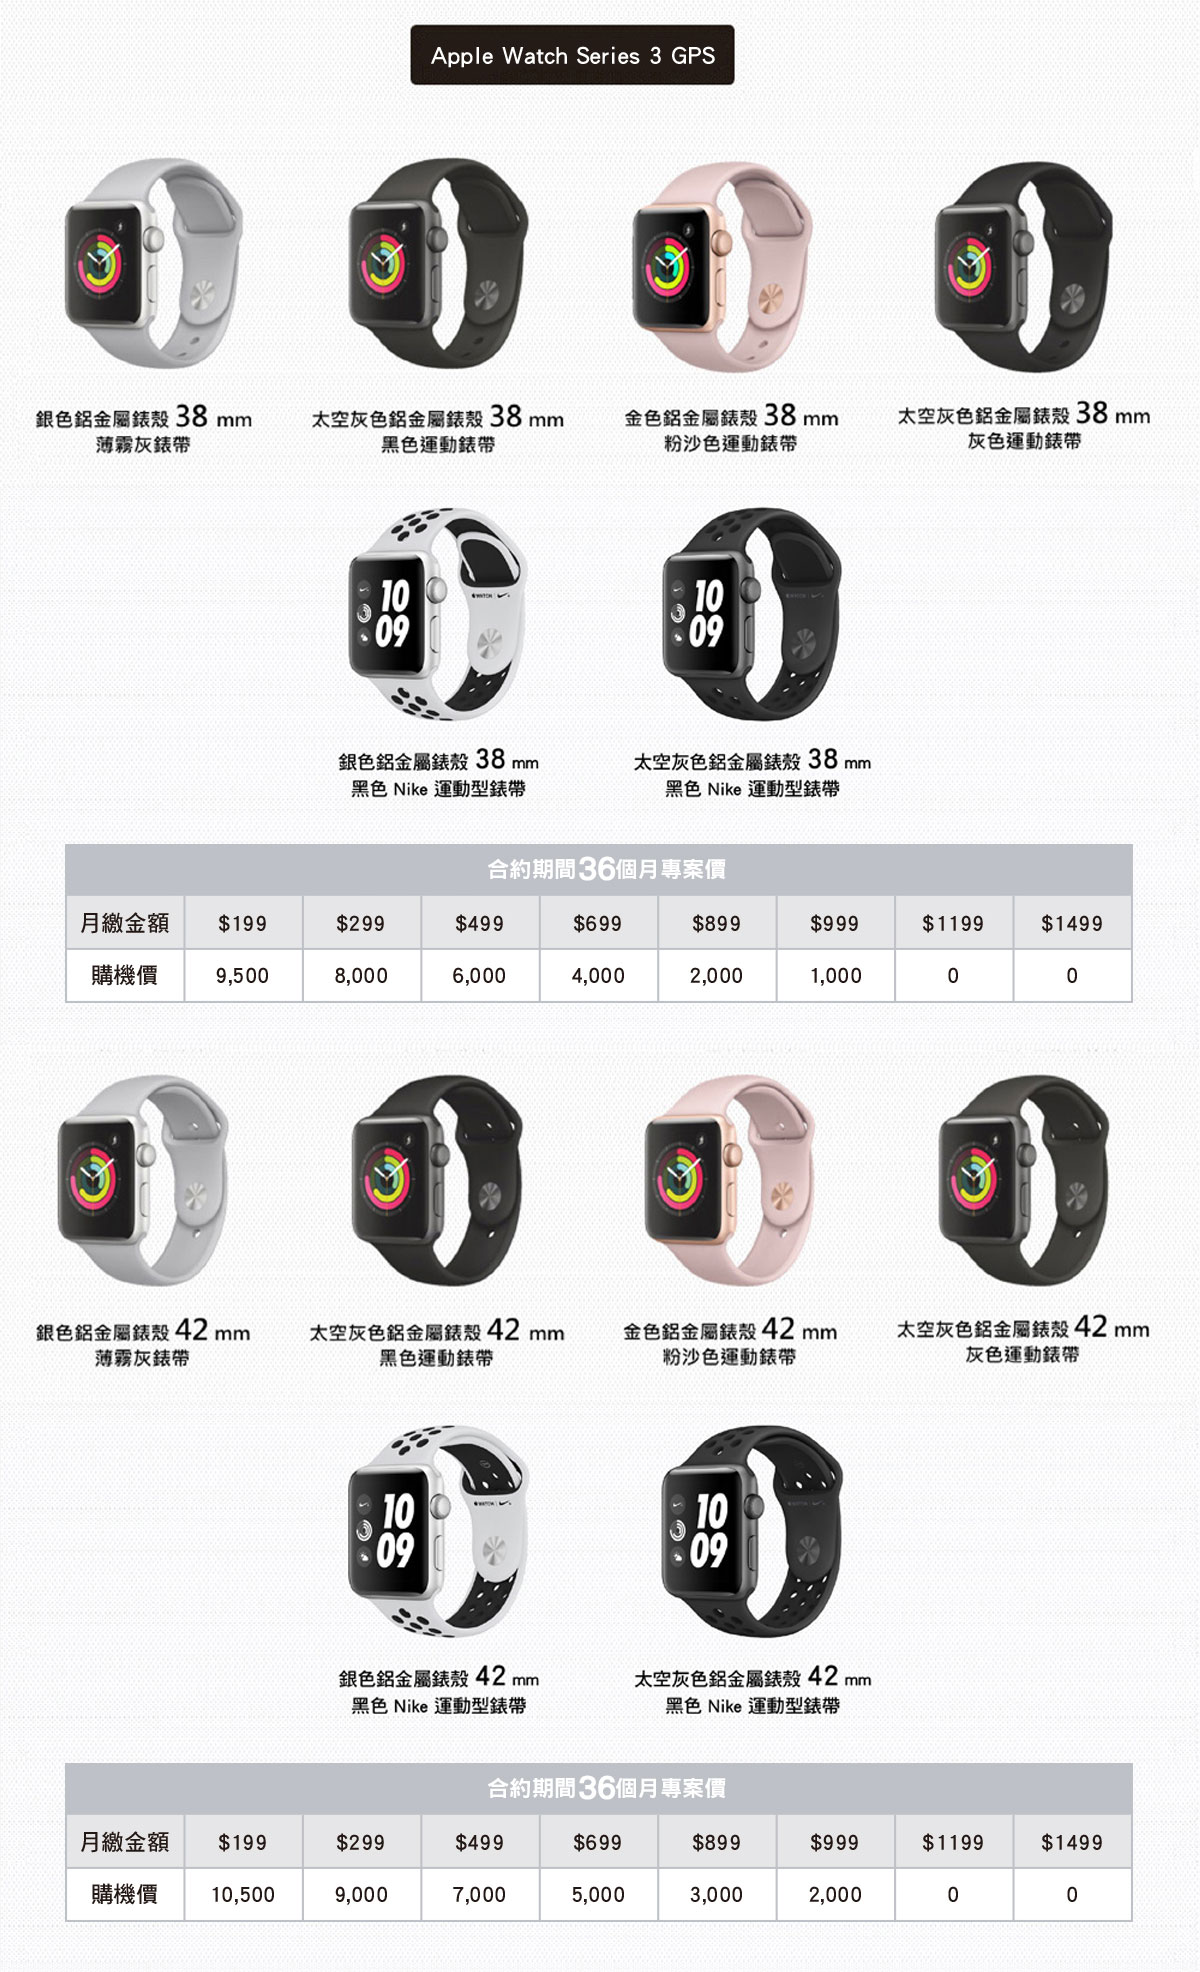 Apple Watch Series 3 GPS
銀色鋁金屬錶殼 38 mm
薄霧灰錶帶
太空灰色鋁金屬錶殼 38 mm
黑色運動錶帶
金色鋁金屬錶殼 38 mm
粉沙色運動錶帶
太空灰色鋁金屬錶殼 38 mm
灰色運動錶帶
10
09
WATCH
10
09
WATCH
銀色鋁金屬錶殼 38 mm
黑色 Nike 運動型錶帶
太空灰色鋁金屬錶殼 38 mm
黑色 Nike 運動型錶帶
合約期間36個月專案價
月繳金額 $199 $299 $499 $699 $899 $999 $1199 $1499
購機價 9,500 8,000 6,000 4,000 2,000 1,000 0 0
銀色鋁金屬錶殼 42 mm
薄霧灰錶帶
太空灰色鋁金屬錶殼 42 mm
黑色運動錶帶
金色鋁金屬錶殼 42 mm
粉沙色運動錶帶
太空灰色鋁金屬錶殼 42 mm
灰色運動錶帶
10
09
WATCH
10
09
WATCH
銀色鋁金屬錶殼 42 mm
黑色 Nike 運動型錶帶
太空灰色鋁金屬錶殼 42 mm
黑色 Nike 運動型錶帶
合約期間36個月專案價
月繳金額 $199 $299 $499 $699 $899 $999 $1199 $1499
購機價 10,500 9,000 7,000 5,000 3,000 2,000 0 0